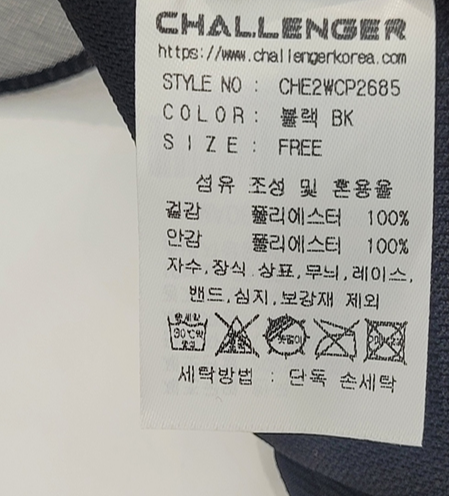 CHALLENGER
https://www.challengerkorea.com
STYLE NO : CHE2WCP2685
COLOR : 블랙 BK
SIZE : FREE
섬유 조성 및 혼용율
겉감 폴리에스터 100%
안감 폴리에스터 100%
자수,장식,상표,무늬,레이스,
밴드,심지,보강재 제외
30℃
세탁방법 : 단독 손세탁